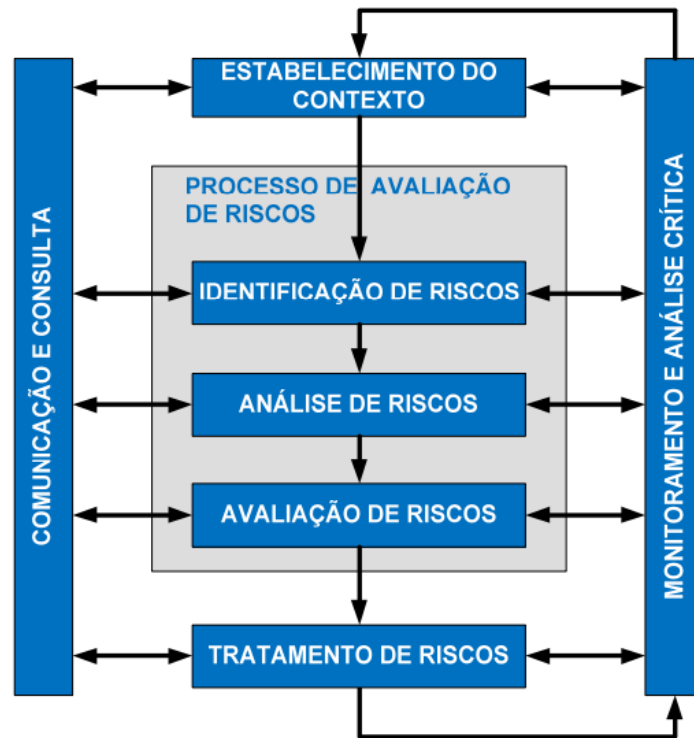 ESTABELECIMENTO DO
CONTEXTO
PROCESSO DE AVALIAÇÃO
DE RISCOS
IDENTIFICAÇÃO DE RISCOS
ANÁLISE DE RISCOS
AVALIAÇÃO DE RISCOS
TRATAMENTO DE RISCOS
COMUNICAÇÃO E CONSULTA
MONITORAMENTO E ANÁLISE CRÍTICA